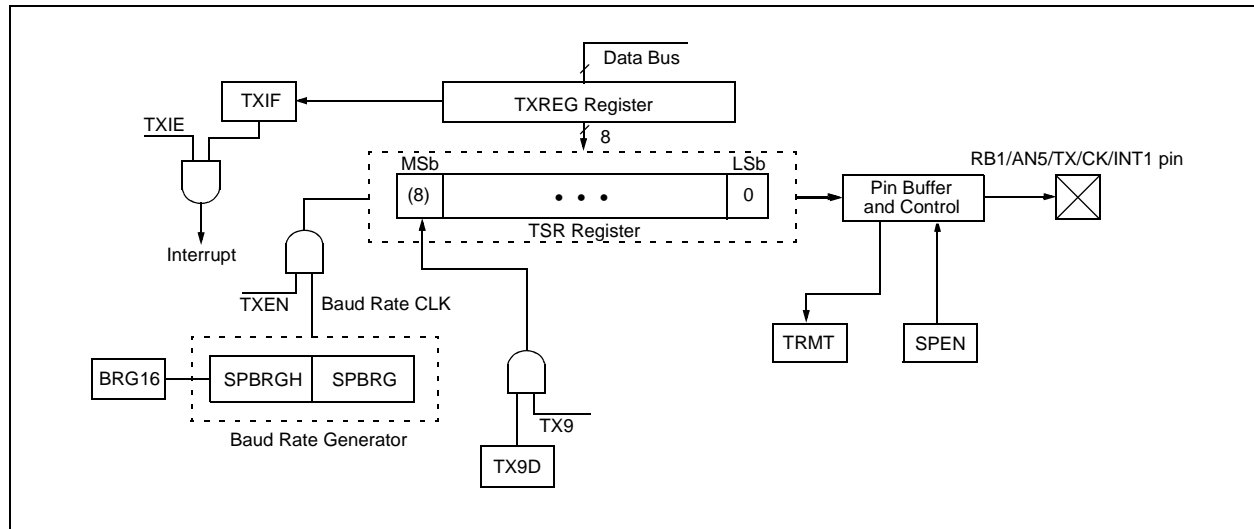 Data Bus
TXIF
TXREG Register
TXIE
8
MSb
LSb
RB1/AN5/TX/CK/INT1 pin
(8)
• • •
0
Pin Buffer
and Control
TSR Register
Interrupt
TXEN
Baud Rate CLK
TRMT
SPEN
BRG16
SPBRGH
SPBRG
TX9
Baud Rate Generator
TX9D